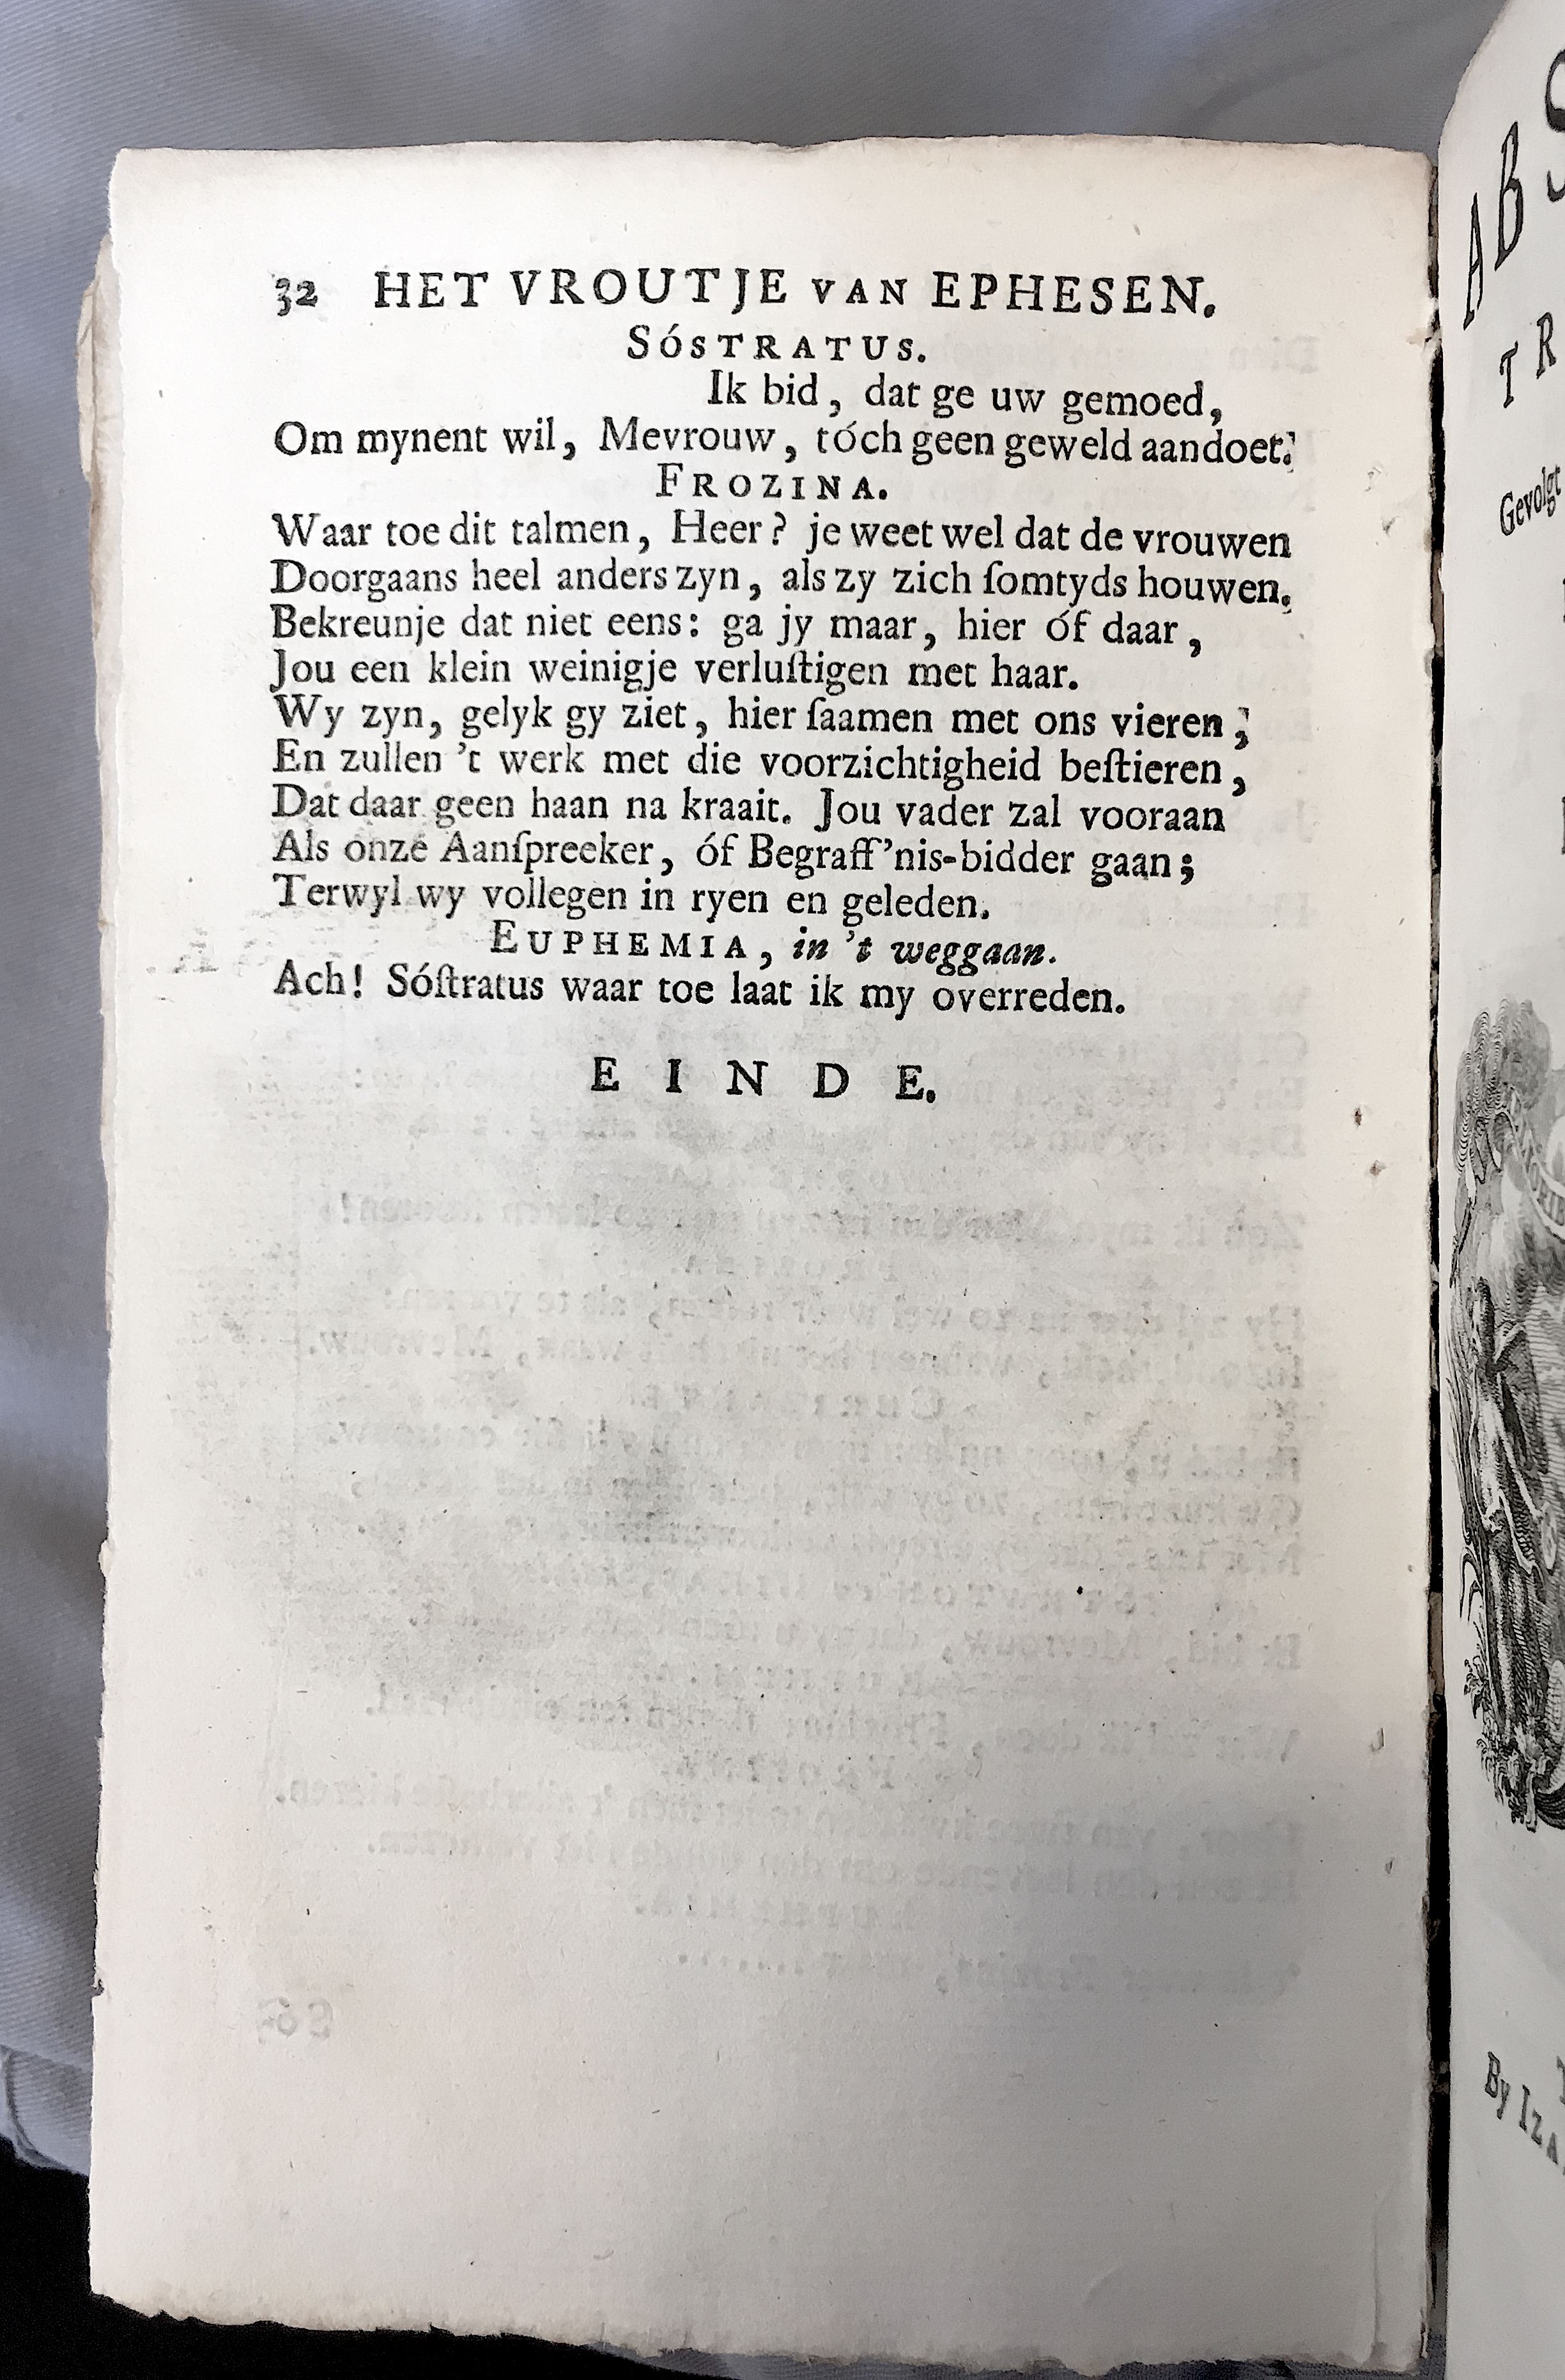 32 HET VROUTJE VAN EPHESEN.
SÓSTRATUS.
Ik bid, dat ge uw gemoed,
Om mynent wil, Mevrouw, tóch geen geweld aandoet.
FROZINA.
Waar toe dit talmen, Heer? je weet wel dat de vrouwen
Doorgaans heel anders zyn, als zy zich ſomtyds houwen.
Bekreunje dat niet eens: ga jy maar, hier óf daar,
Jou een klein weinigje verluſtigen met haar.
Wy zyn, gelyk gy ziet, hier ſaamen met ons vieren;
En zullen 't werk met die voorzichtigheid beſtieren,
Dat daar geen haan na kraait. Jou vader zal vooraan
Als onze Aanſpreeker, óf Begraff'nis-bidder gaan;
Terwyl wy vollegen in ryen en geleden.
EUPHEMIA, in 't weggaan.
Ach! Sóſtratus waar toe laat ik my overreden.
EINDE.
ABS
TR
Gevolgt
By IZA